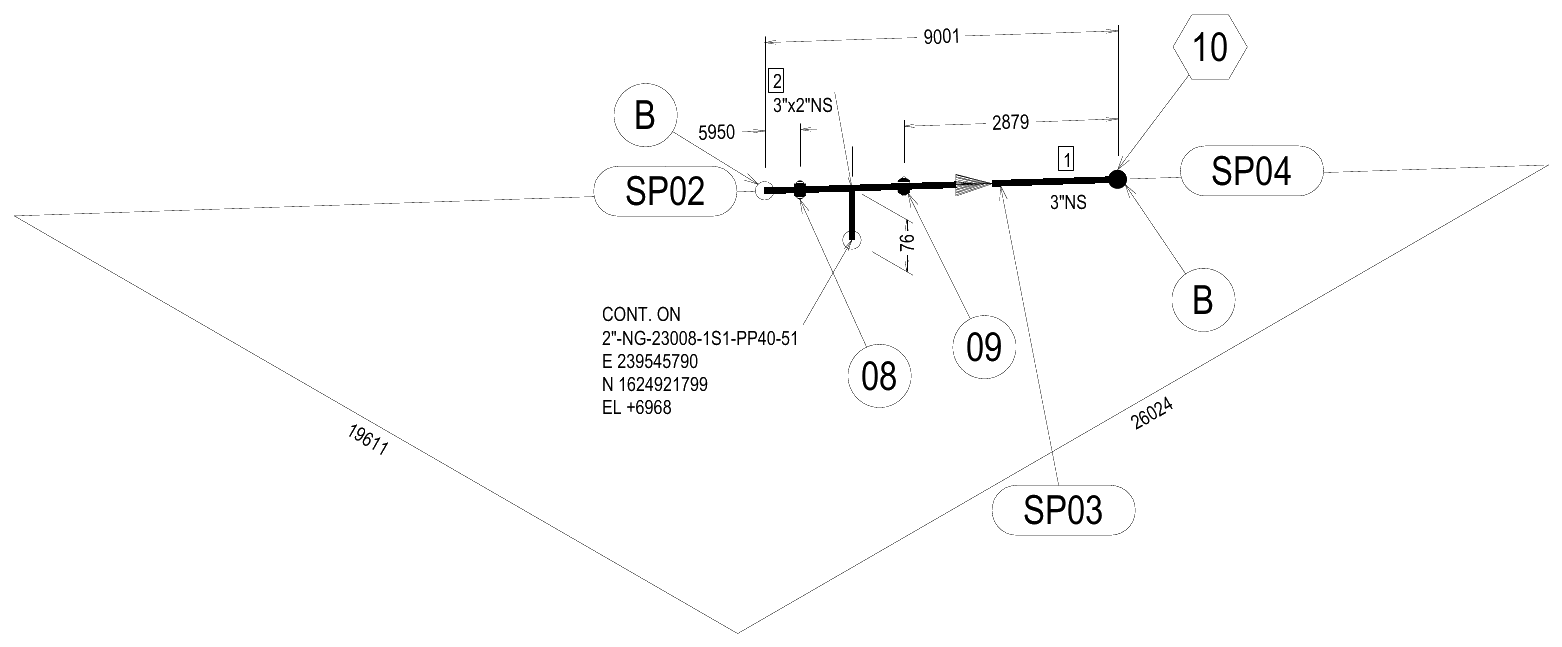 9001
10
2
3"x2"NS
B
5950
2879
1
SP02
SP04
3"NS
76
B
CONT. ON
2"-NG-23008-1S1-PP40-51
E 239545790
N 1624921799
EL +6968
09
08
19611
26024
SP03